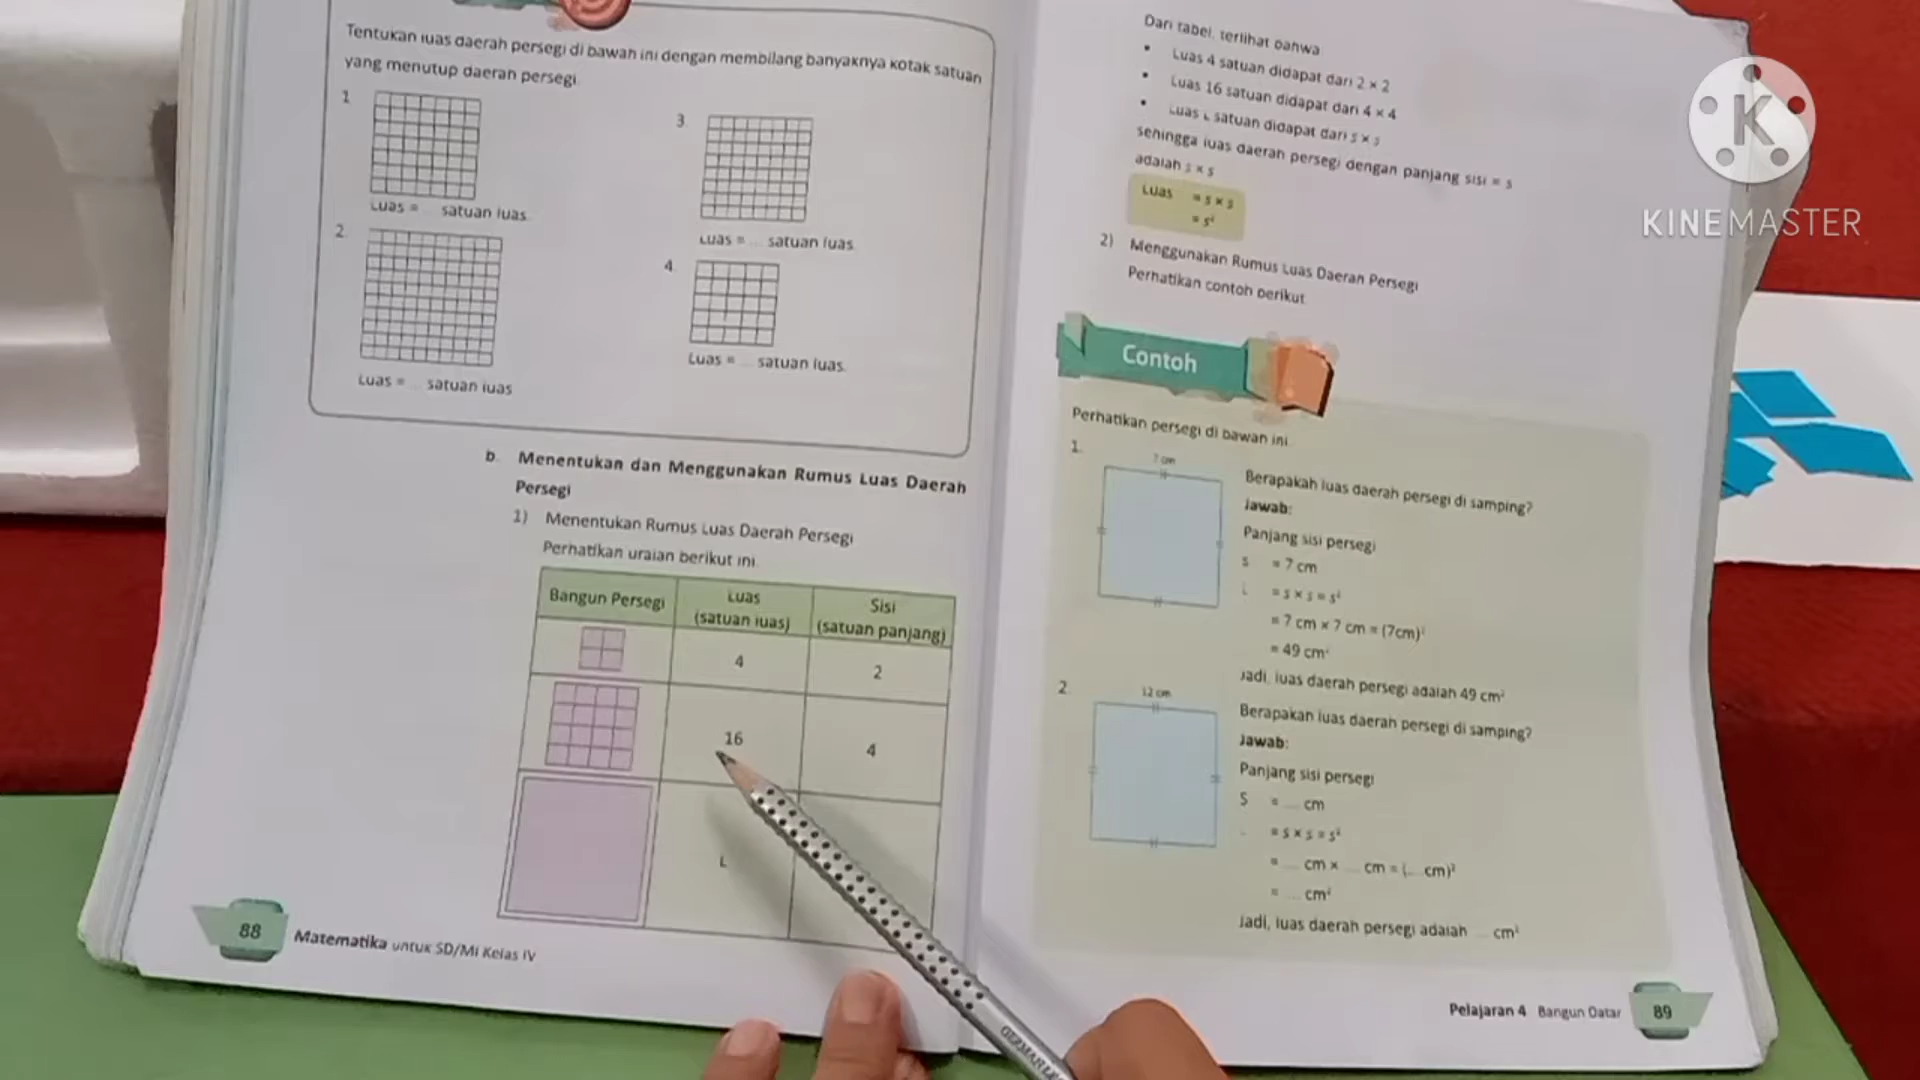 Tentukan luas daerah persegi di bawah ini dengan membilang banyaknya kotak satuan
yang menutup daerah persegi.
1.
Luas = ... satuan luas.
2.
Luas = ... satuan luas
3.
Luas = ... satuan luas.
4.
Luas = ... satuan luas.
b. Menentukan dan Menggunakan Rumus Luas Daerah
Persegi
1) Menentukan Rumus Luas Daerah Persegi
Perhatikan uraian berikut ini.
Bangun Persegi
Luas
(satuan luas)
Sisi
(satuan panjang)
4
2
16
4
L
88
Matematika untuk SD/MI Kelas IV
Dari tabel, terlihat bahwa
• Luas 4 satuan didapat dari 2 × 2
• Luas 16 satuan didapat dari 4 × 4
• Luas L satuan didapat dari s × s
sehingga luas daerah persegi dengan panjang sisi = s
adalah s × s
Luas = s × s
= s²
2) Menggunakan Rumus Luas Daerah Persegi
Perhatikan contoh berikut
Contoh
Perhatikan persegi di bawah ini.
1.
7 cm
Berapakah luas daerah persegi di samping?
Jawab:
Panjang sisi persegi
s = 7 cm
L = s × s = s²
= 7 cm × 7 cm = (7cm)²
= 49 cm²
Jadi, luas daerah persegi adalah 49 cm²
2.
12 cm
Berapakah luas daerah persegi di samping?
Jawab:
Panjang sisi persegi
S = ... cm
= s × s = s²
= ... cm × ... cm = (... cm)²
= ... cm²
Jadi, luas daerah persegi adalah ... cm²
Pelajaran 4 Bangun Datar
89
K
KINEMASTER